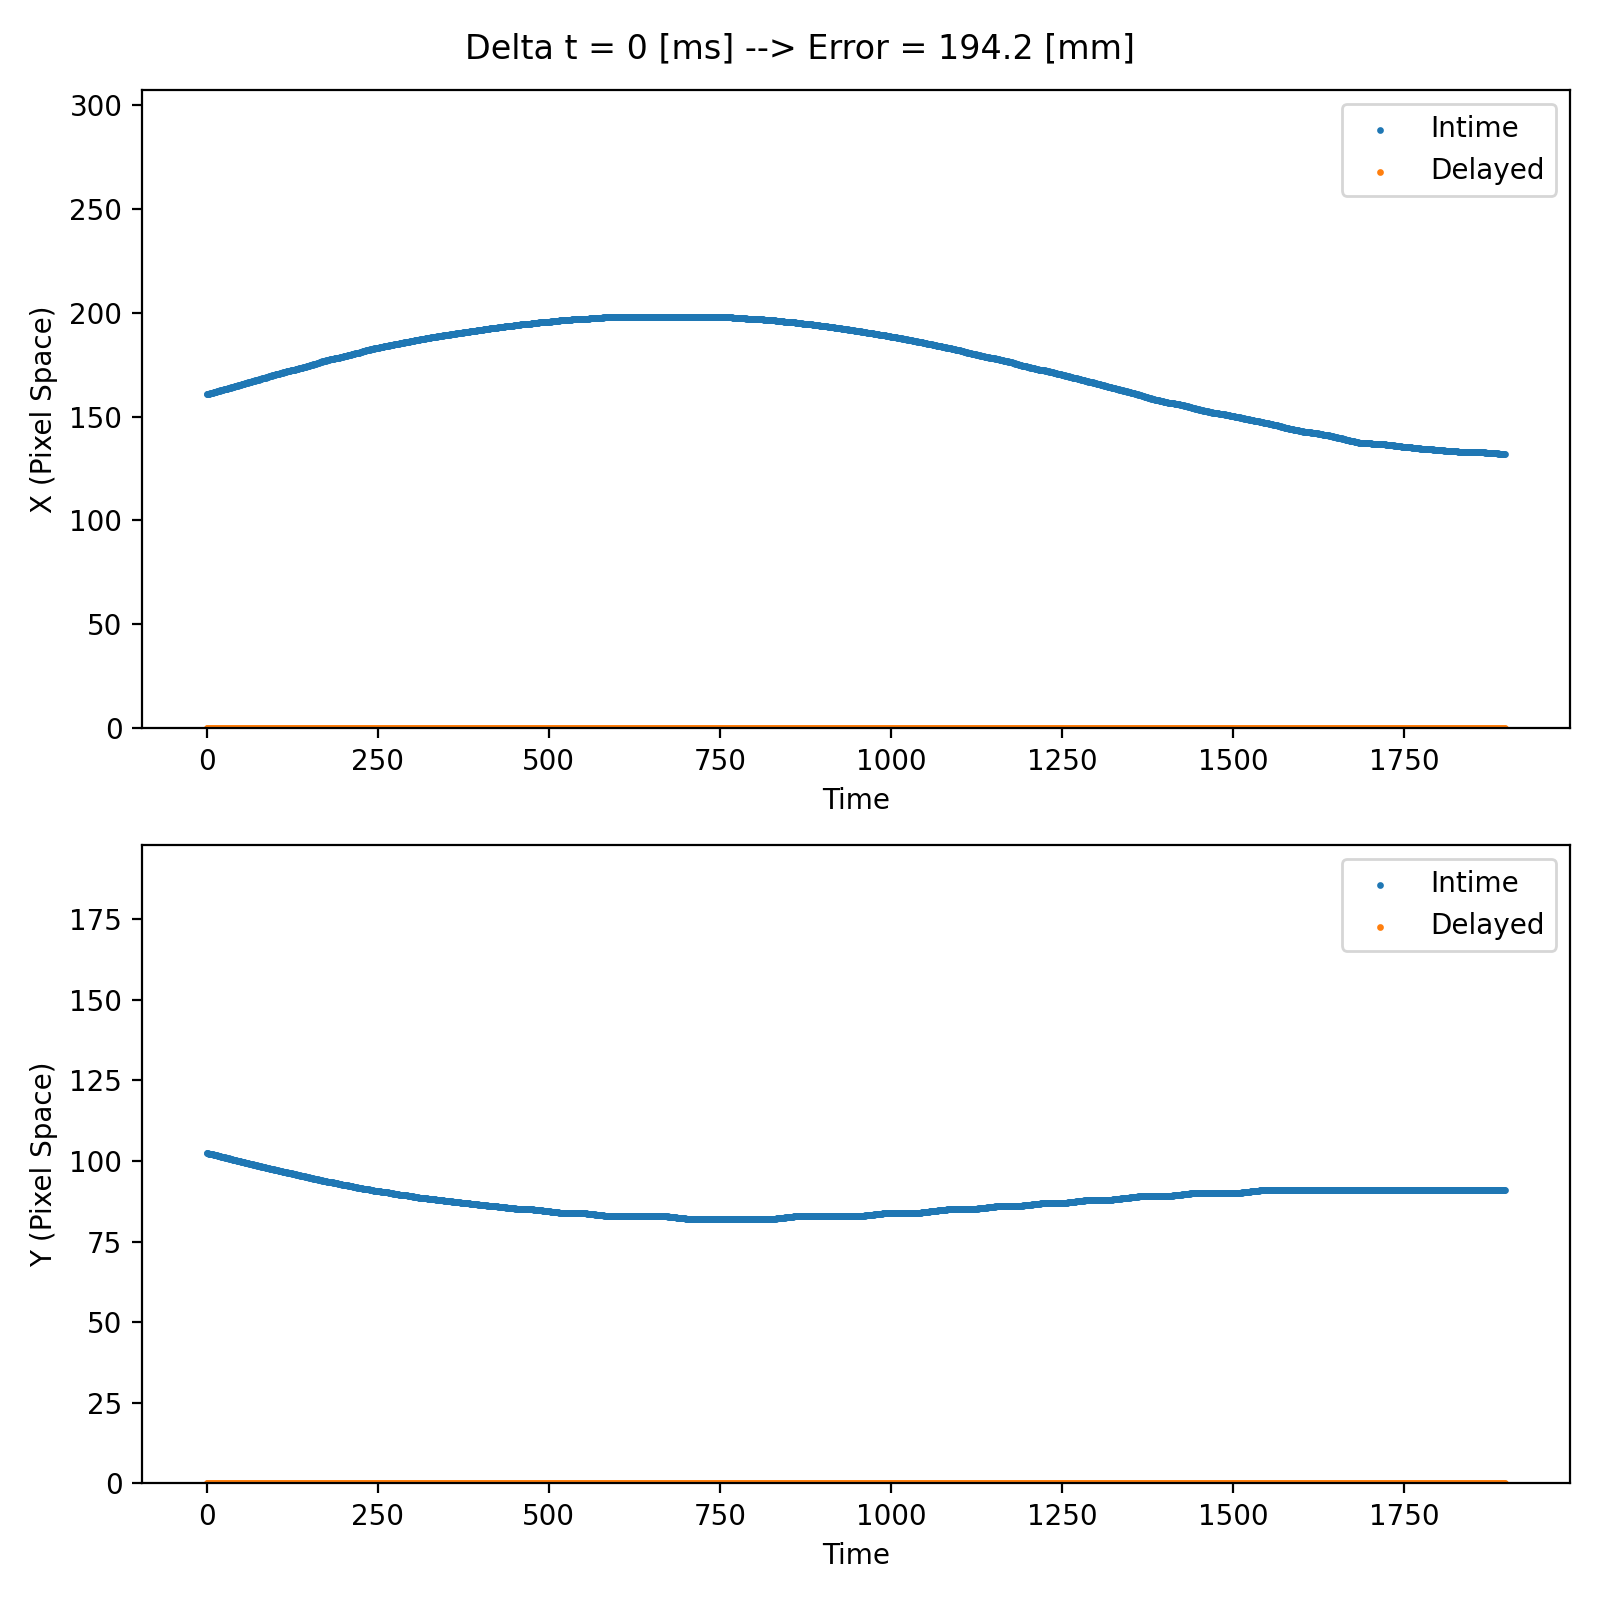 Delta t = 0 [ms] --> Error = 194.2 [mm]
300
250
200
150
100
50
0
X (Pixel Space)
Intime
Delayed
0 250 500 750 1000 1250 1500 1750
Time
175
150
125
100
75
50
25
0
Y (Pixel Space)
Intime
Delayed
0 250 500 750 1000 1250 1500 1750
Time